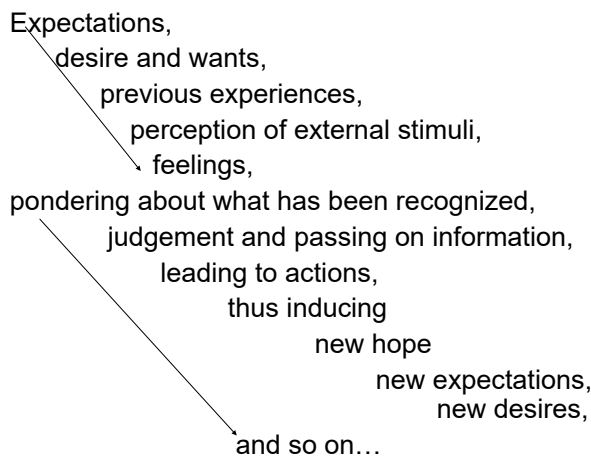 Expectations,
desire and wants,
previous experiences,
perception of external stimuli,
feelings,
pondering about what has been recognized,
judgement and passing on information,
leading to actions,
thus inducing
new hope
new expectations,
new desires,
and so on…